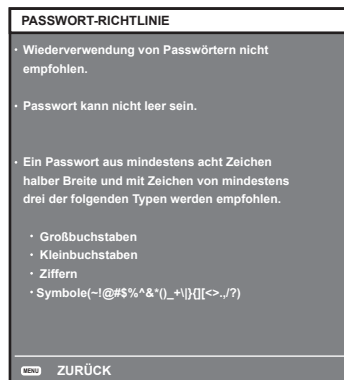 PASSWORT-RICHTLINIE
· Wiederverwendung von Passwörtern nicht
empfohlen.
· Passwort kann nicht leer sein.
· Ein Passwort aus mindestens acht Zeichen
halber Breite und mit Zeichen von mindestens
drei der folgenden Typen werden empfohlen.
· Großbuchstaben
· Kleinbuchstaben
· Ziffern
· Symbole(~!@#$%^&*()_+\|}{][<>.,/?)
MENU ZURÜCK